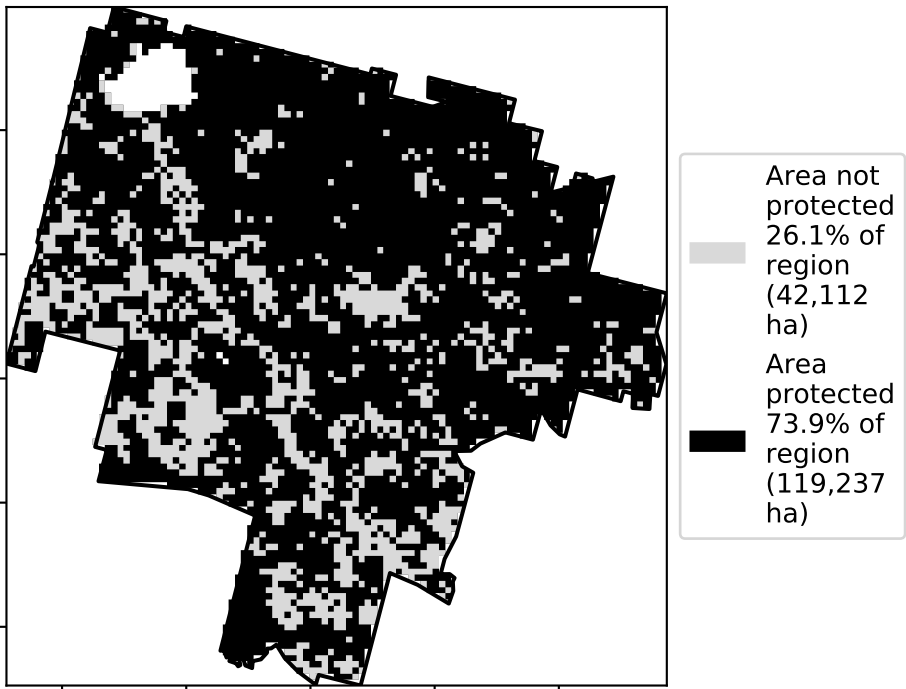 Area not
protected
26.1% of
region
(42,112
ha)
Area
protected
73.9% of
region
(119,237
ha)